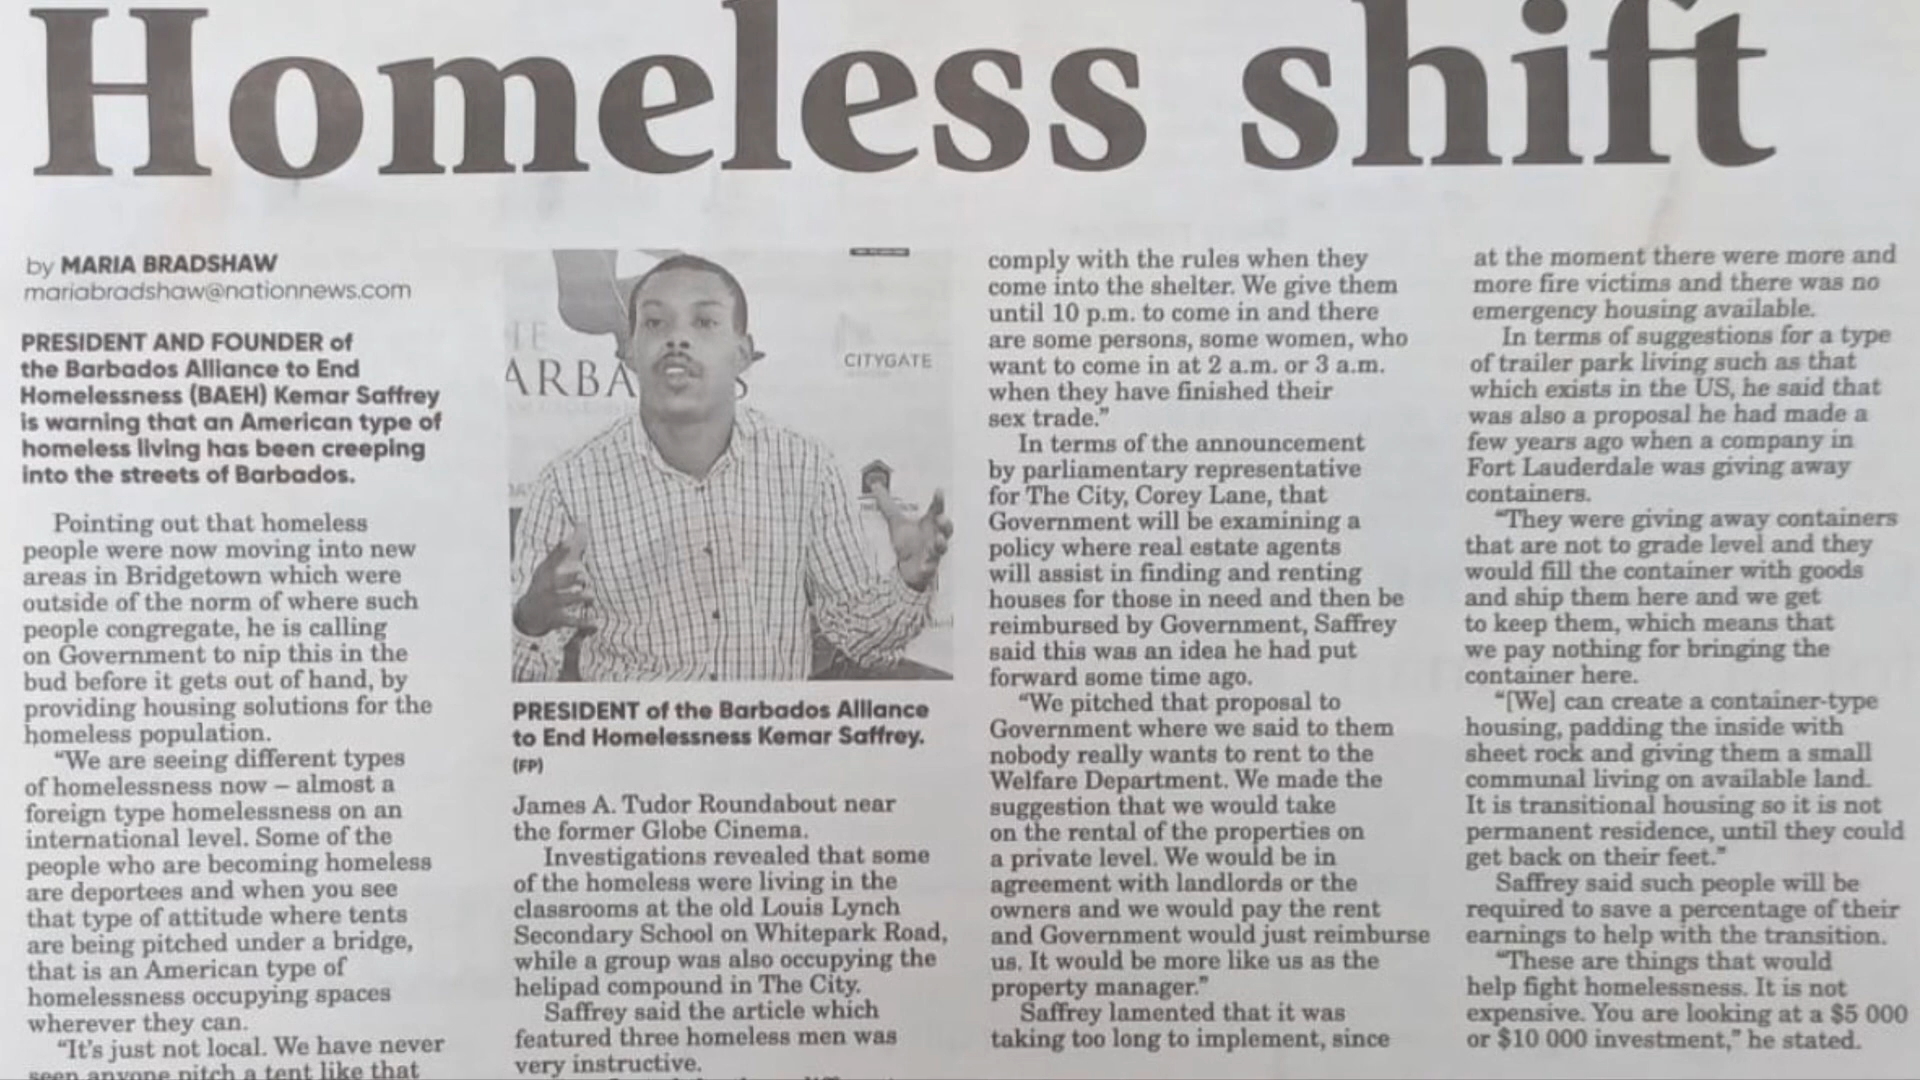 Homeless shift
by MARIA BRADSHAW
mariabradshaw@nationnews.com
PRESIDENT AND FOUNDER of
the Barbados Alliance to End
Homelessness (BAEH) Kemar Saffrey
is warning that an American type of
homeless living has been creeping
into the streets of Barbados.
Pointing out that homeless
people were now moving into new
areas in Bridgetown which were
outside of the norm of where such
people congregate, he is calling
on Government to nip this in the
bud before it gets out of hand, by
providing housing solutions for the
homeless population.
“We are seeing different types
of homelessness now – almost a
foreign type homelessness on an
international level. Some of the
people who are becoming homeless
are deportees and when you see
that type of attitude where tents
are being pitched under a bridge,
that is an American type of
homelessness occupying spaces
wherever they can.
“It’s just not local. We have never
seen anyone pitch a tent like that
CITYGATE
PRESIDENT of the Barbados Alliance
to End Homelessness Kemar Saffrey.
(FP)
James A. Tudor Roundabout near
the former Globe Cinema.
Investigations revealed that some
of the homeless were living in the
classrooms at the old Louis Lynch
Secondary School on Whitepark Road,
while a group was also occupying the
helipad compound in The City.
Saffrey said the article which
featured three homeless men was
very instructive.
comply with the rules when they
come into the shelter. We give them
until 10 p.m. to come in and there
are some persons, some women, who
want to come in at 2 a.m. or 3 a.m.
when they have finished their
sex trade.”
In terms of the announcement
by parliamentary representative
for The City, Corey Lane, that
Government will be examining a
policy where real estate agents
will assist in finding and renting
houses for those in need and then be
reimbursed by Government, Saffrey
said this was an idea he had put
forward some time ago.
“We pitched that proposal to
Government where we said to them
nobody really wants to rent to the
Welfare Department. We made the
suggestion that we would take
on the rental of the properties on
a private level. We would be in
agreement with landlords or the
owners and we would pay the rent
and Government would just reimburse
us. It would be more like us as the
property manager.”
Saffrey lamented that it was
taking too long to implement, since
at the moment there were more and
more fire victims and there was no
emergency housing available.
In terms of suggestions for a type
of trailer park living such as that
which exists in the US, he said that
was also a proposal he had made a
few years ago when a company in
Fort Lauderdale was giving away
containers.
“They were giving away containers
that are not to grade level and they
would fill the container with goods
and ship them here and we get
to keep them, which means that
we pay nothing for bringing the
container here.
“[We] can create a container-type
housing, padding the inside with
sheet rock and giving them a small
communal living on available land.
It is transitional housing so it is not
permanent residence, until they could
get back on their feet.”
Saffrey said such people will be
required to save a percentage of their
earnings to help with the transition.
“These are things that would
help fight homelessness. It is not
expensive. You are looking at a $5 000
or $10 000 investment,” he stated.